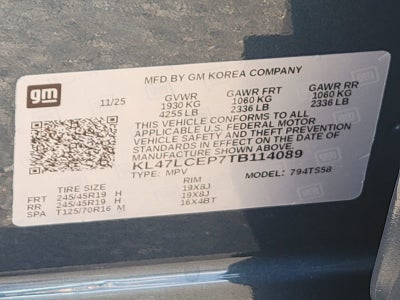 MFD BY GM KOREA COMPANY
gm 11/25 GVWR GAWR FRT GAWR RR
1930 KG 1060 KG 1060 KG
4255 LB 2336 LB 2336 LB
THIS VEHICLE CONFORMS TO ALL
APPLICABLE U.S. FEDERAL MOTOR
VEHICLE SAFETY AND THEFT PREVENTION
STANDARDS IN EFFECT ON THE DATE OF
MANUFACTURE SHOWN ABOVE.
KL47LCEP7TB114089
TYPE: MPV MODEL: 794TS58
TIRE SIZE RIM
FRT 245/45R19 H 19X8J
RR 245/45R19 H 19X8J
SPA T125/70R16 M 16X4BT